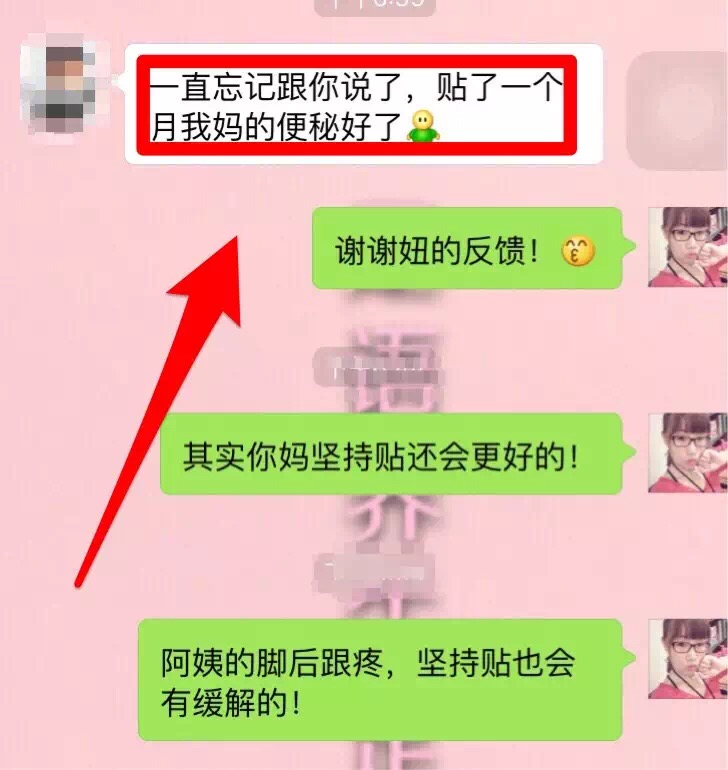 一直忘记跟你说了，贴了一个
月我妈的便秘好了
谢谢妞的反馈！
语
其实你妈坚持贴还会更好的！
养
阿姨的脚后跟疼，坚持贴也会
有缓解的！